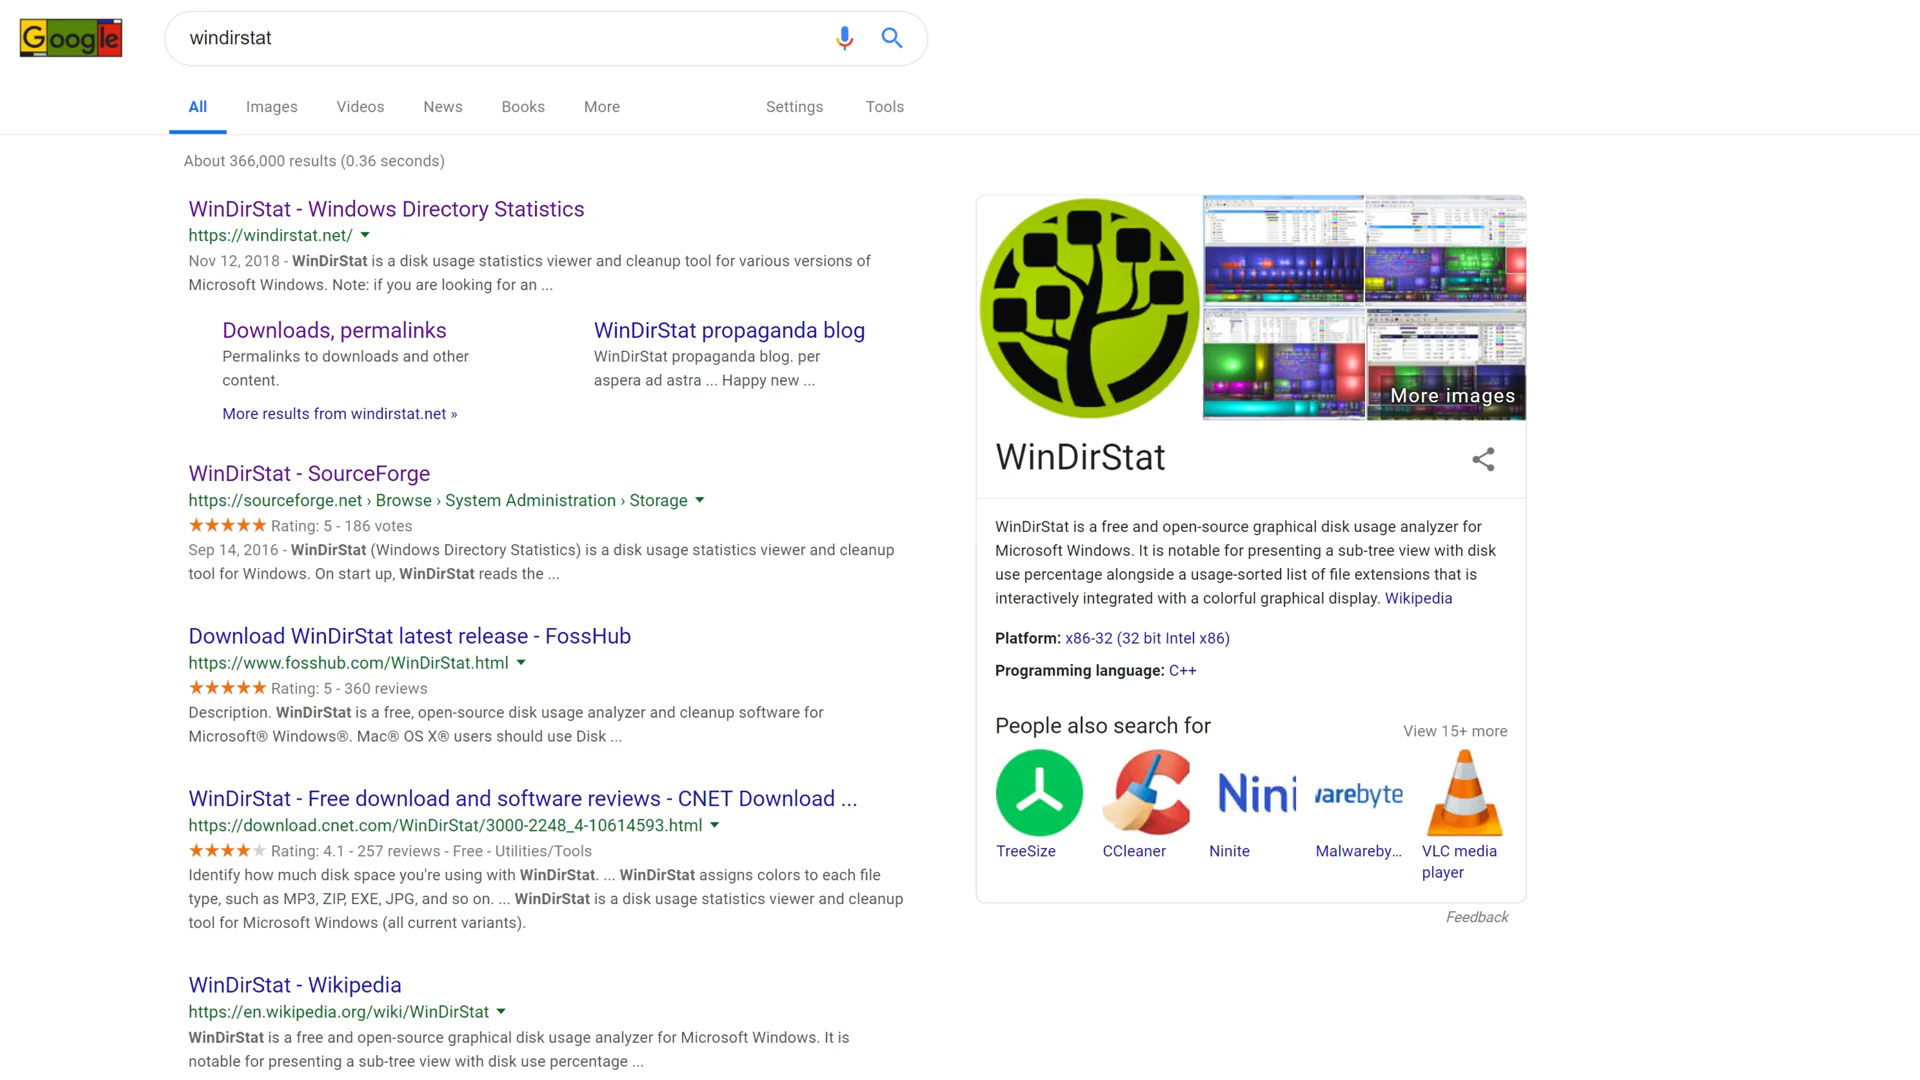 Google
windirstat
All Images Videos News Books More Settings Tools
About 366,000 results (0.36 seconds)
WinDirStat - Windows Directory Statistics
https://windirstat.net/
Nov 12, 2018 - WinDirStat is a disk usage statistics viewer and cleanup tool for various versions of
Microsoft Windows. Note: if you are looking for an ...
Downloads, permalinks
Permalinks to downloads and other
content.
WinDirStat propaganda blog
WinDirStat propaganda blog. per
aspera ad astra ... Happy new ...
More results from windirstat.net »
WinDirStat - SourceForge
https://sourceforge.net › Browse › System Administration › Storage
Rating: 5 - 186 votes
Sep 14, 2016 - WinDirStat (Windows Directory Statistics) is a disk usage statistics viewer and cleanup
tool for Windows. On start up, WinDirStat reads the ...
Download WinDirStat latest release - FossHub
https://www.fosshub.com/WinDirStat.html
Rating: 5 - 360 reviews
Description. WinDirStat is a free, open-source disk usage analyzer and cleanup software for
Microsoft® Windows®. Mac® OS X® users should use Disk ...
WinDirStat - Free download and software reviews - CNET Download ...
https://download.cnet.com/WinDirStat/3000-2248_4-10614593.html
Rating: 4.1 - 257 reviews - Free - Utilities/Tools
Identify how much disk space you're using with WinDirStat. ... WinDirStat assigns colors to each file
type, such as MP3, ZIP, EXE, JPG, and so on. ... WinDirStat is a disk usage statistics viewer and cleanup
tool for Microsoft Windows (all current variants).
WinDirStat - Wikipedia
https://en.wikipedia.org/wiki/WinDirStat
WinDirStat is a free and open-source graphical disk usage analyzer for Microsoft Windows. It is
notable for presenting a sub-tree view with disk use percentage ...
More images
WinDirStat
WinDirStat is a free and open-source graphical disk usage analyzer for
Microsoft Windows. It is notable for presenting a sub-tree view with disk
use percentage alongside a usage-sorted list of file extensions that is
interactively integrated with a colorful graphical display. Wikipedia
Platform: x86-32 (32 bit Intel x86)
Programming language: C++
People also search for
View 15+ more
Nini
warebyte
TreeSize
CCleaner
Ninite
Malwareby...
VLC media
player
Feedback